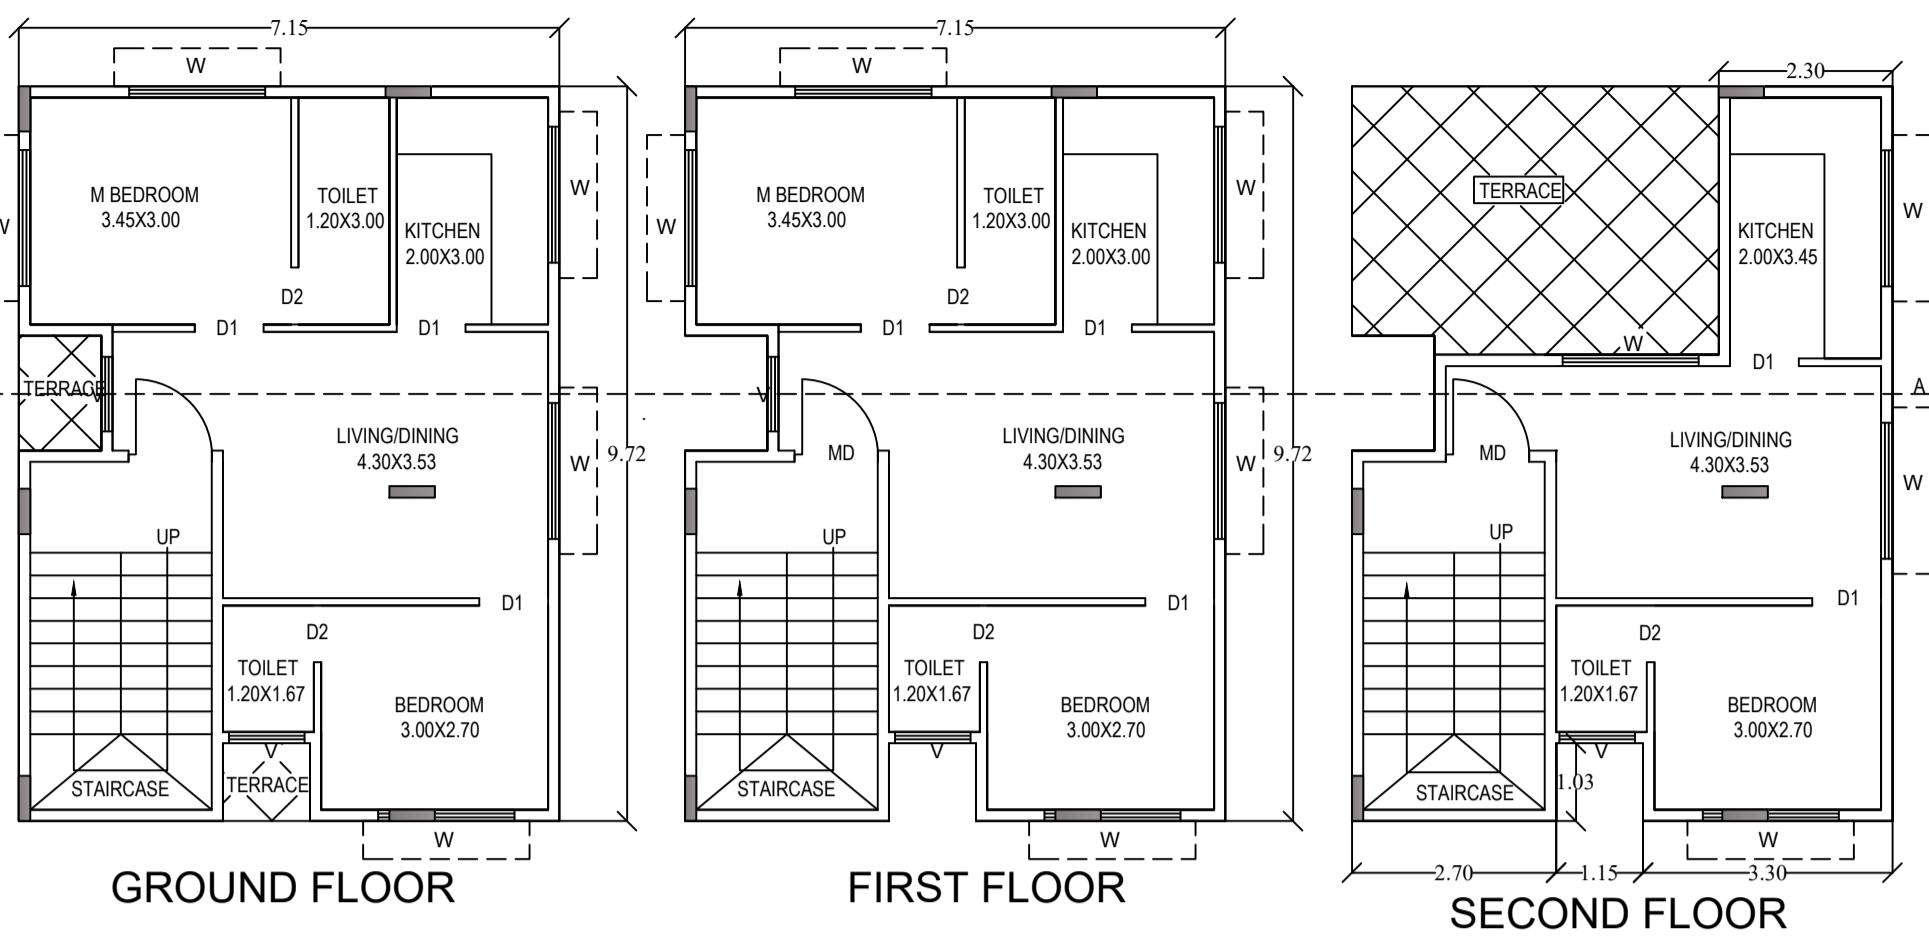 7.15
W
W
M BEDROOM
3.45X3.00
TOILET
1.20X3.00
W
KITCHEN
2.00X3.00
D2
D1
D1
TERRACE
V
LIVING/DINING
4.30X3.53
W
9.72
UP
D1
D2
TOILET
1.20X1.67
BEDROOM
3.00X2.70
V
STAIRCASE
TERRACE
W
GROUND FLOOR
7.15
W
W
M BEDROOM
3.45X3.00
TOILET
1.20X3.00
W
KITCHEN
2.00X3.00
D2
D1
D1
V
LIVING/DINING
4.30X3.53
MD
W
9.72
UP
D1
D2
TOILET
1.20X1.67
BEDROOM
3.00X2.70
V
STAIRCASE
W
FIRST FLOOR
2.30
TERRACE
W
KITCHEN
2.00X3.45
W
D1
A
LIVING/DINING
4.30X3.53
MD
W
UP
D1
D2
TOILET
1.20X1.67
BEDROOM
3.00X2.70
V
1.03
STAIRCASE
W
2.70
1.15
3.30
SECOND FLOOR